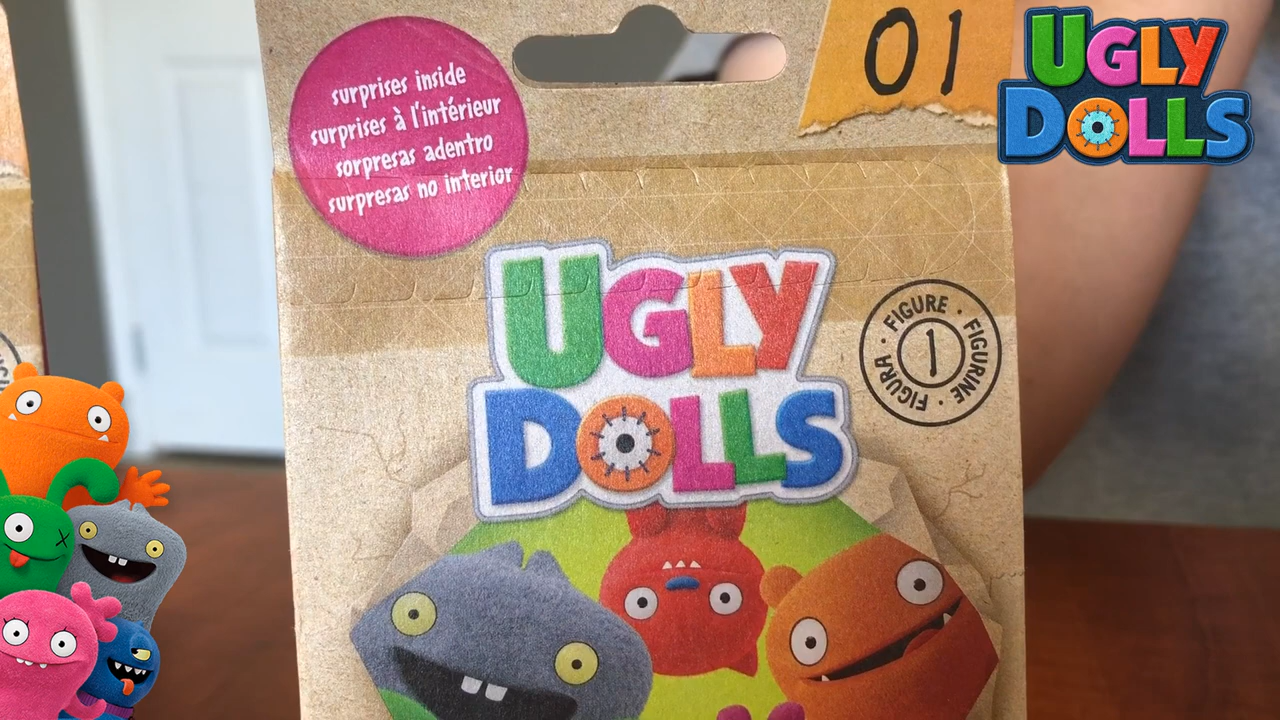 surprises inside
surprises à l'intérieur
sorpresas adentro
surpresas no interior
01
UGLY
DOLLS
UGLY
DOLLS
FIGURE · FIGURINE · FIGURA ·
1